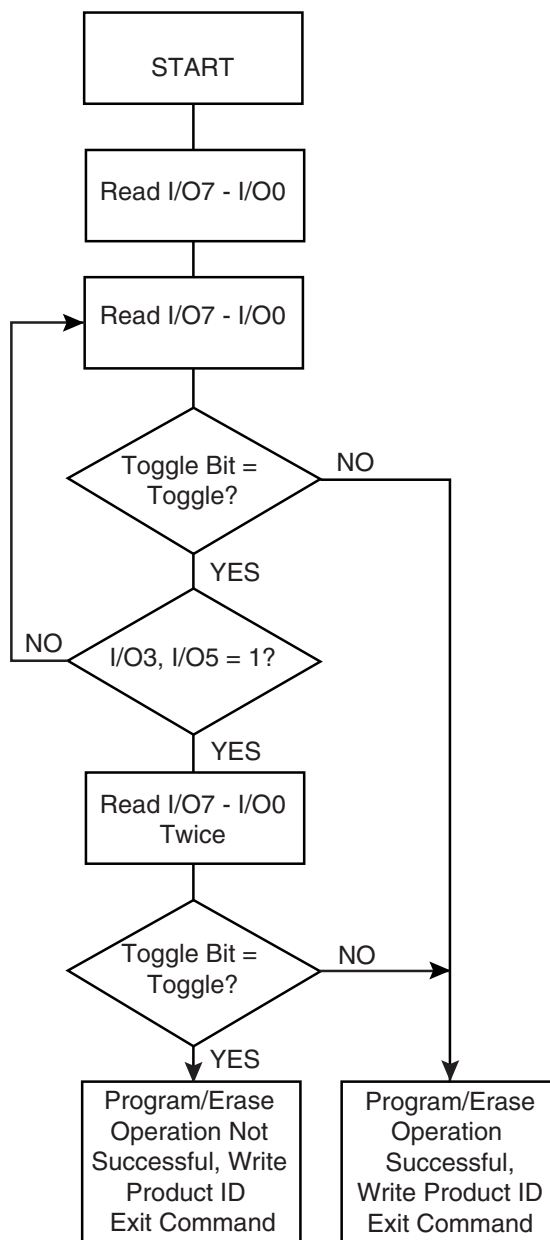 START
Read I/O7 - I/O0
Read I/O7 - I/O0
Toggle Bit =
Toggle?
NO
YES
NO
I/O3, I/O5 = 1?
YES
Read I/O7 - I/O0
Twice
Toggle Bit =
Toggle?
NO
YES
Program/Erase
Operation Not
Successful, Write
Product ID
Exit Command
Program/Erase
Operation
Successful,
Write Product ID
Exit Command